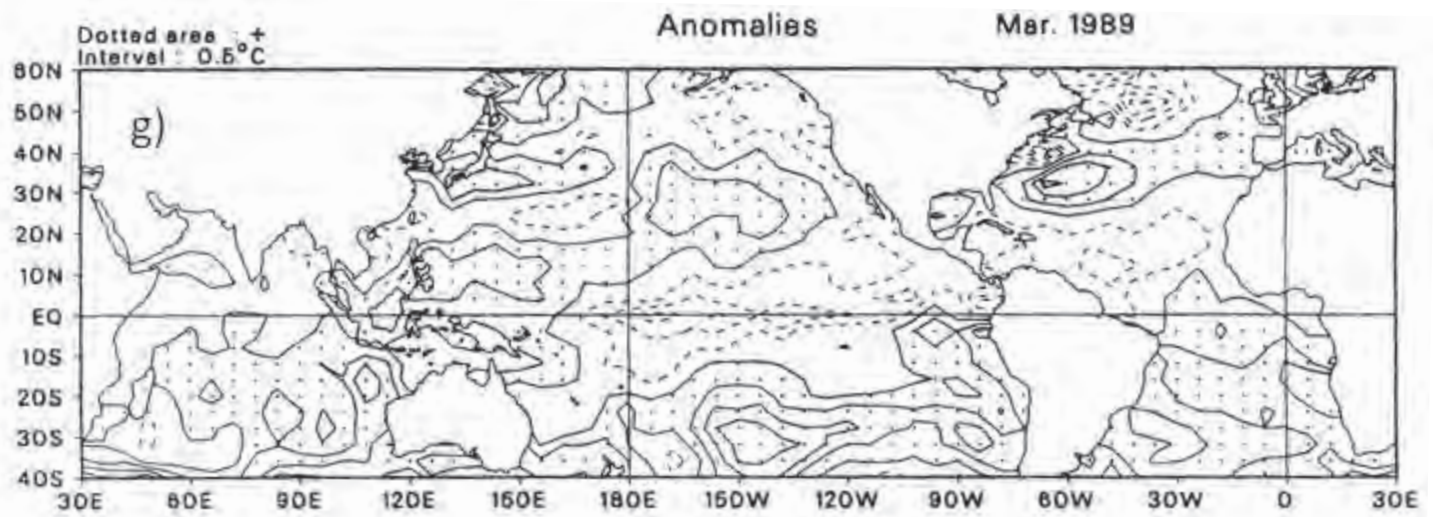 Anomalies Mar. 1989
Dotted area : +
Interval : 0.5°C
g)
60N
50N
40N
30N
20N
10N
EQ
10S
20S
30S
40S
30E 60E 90E 120E 150E 180 150W 120W 90W 60W 30W 0 30E